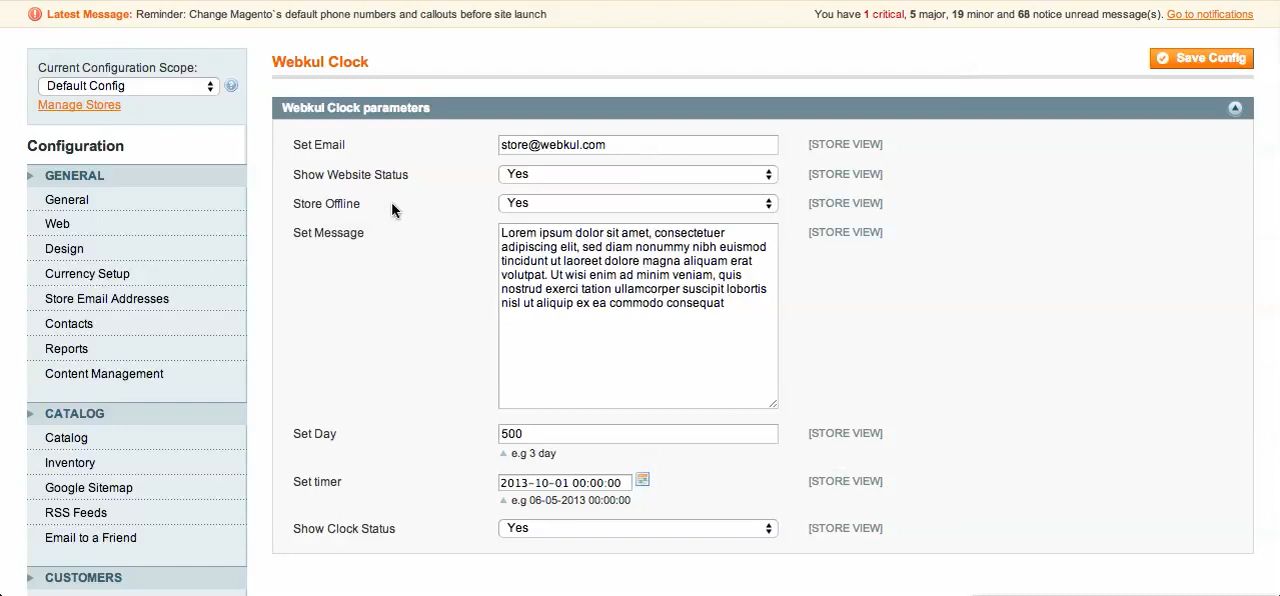 Latest Message: Reminder: Change Magento`s default phone numbers and callouts before site launch
You have 1 critical, 5 major, 19 minor and 68 notice unread message(s). Go to notifications
Current Configuration Scope:
Default Config
Manage Stores
Configuration
GENERAL
General
Web
Design
Currency Setup
Store Email Addresses
Contacts
Reports
Content Management
CATALOG
Catalog
Inventory
Google Sitemap
RSS Feeds
Email to a Friend
CUSTOMERS
Webkul Clock
Save Config
Webkul Clock parameters
Set Email store@webkul.com [STORE VIEW]
Show Website Status Yes [STORE VIEW]
Store Offline Yes [STORE VIEW]
Set Message [STORE VIEW]
Lorem ipsum dolor sit amet, consectetuer
adipiscing elit, sed diam nonummy nibh euismod
tincidunt ut laoreet dolore magna aliquam erat
volutpat. Ut wisi enim ad minim veniam, quis
nostrud exerci tation ullamcorper suscipit lobortis
nisl ut aliquip ex ea commodo consequat
Set Day 500 [STORE VIEW]
e.g 3 day
Set timer 2013-10-01 00:00:00 [STORE VIEW]
e.g 06-05-2013 00:00:00
Show Clock Status Yes [STORE VIEW]